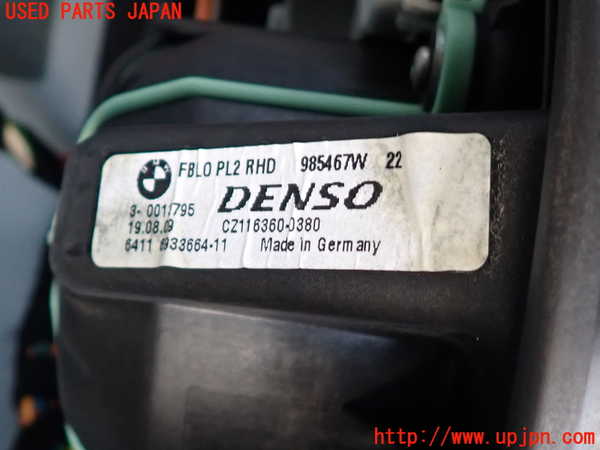 USED PARTS JAPAN
FBLO PL2 RHD 985467W 22
DENSO
3- 0011795
19.08.09
CZ116360-0380
6411 6933664-11 Made in Germany
http://www.upjpn.com/